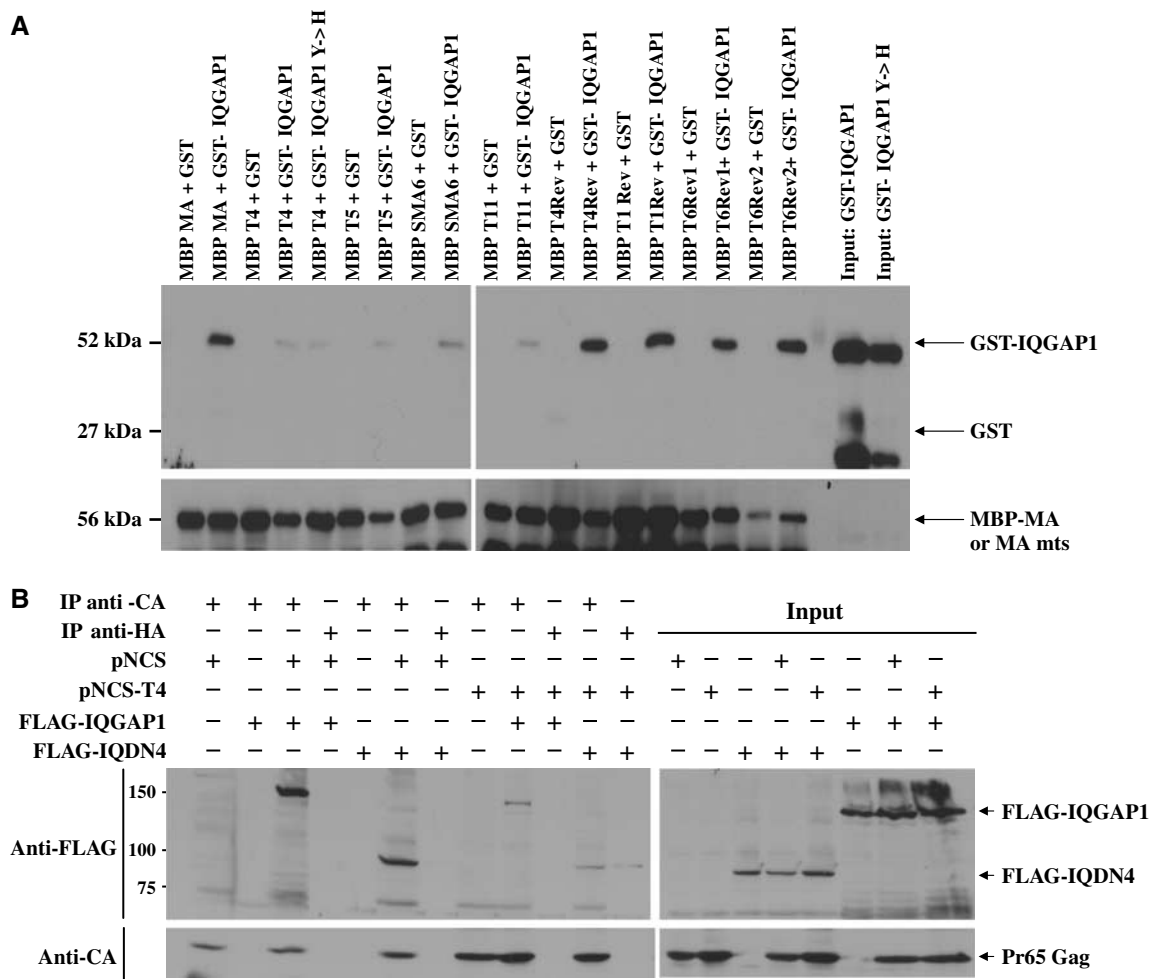 A
MBP MA + GST
MBP MA + GST- IQGAP1
MBP T4 + GST
MBP T4 + GST- IQGAP1
MBP T4 + GST- IQGAP1 Y-> H
MBP T5 + GST
MBP T5 + GST- IQGAP1
MBP SMA6 + GST
MBP SMA6 + GST- IQGAP1
MBP T11 + GST
MBP T11 + GST- IQGAP1
MBP T4Rev + GST
MBP T4Rev + GST- IQGAP1
MBP T1 Rev + GST
MBP T1Rev + GST- IQGAP1
MBP T6Rev1 + GST
MBP T6Rev1+ GST- IQGAP1
MBP T6Rev2 + GST
MBP T6Rev2+ GST- IQGAP1
Input: GST-IQGAP1
Input: GST- IQGAP1 Y-> H
52 kDa
GST-IQGAP1
27 kDa
GST
56 kDa
MBP-MA
or MA mts
B
IP anti -CA + + + − + + − + + − + −
Input
IP anti-HA − − − + − − + − − + − +
pNCS + − + + − + + − − − − − + − − + − − + −
pNCS-T4 − − − − − − − + + + + + − + − − + − − +
FLAG-IQGAP1 − + + + − − − − + + − − − − − − − + + +
FLAG-IQDN4 − − − − + + + − − − + + − − + + + − − −
150
FLAG-IQGAP1
Anti-FLAG
100
FLAG-IQDN4
75
Anti-CA
Pr65 Gag